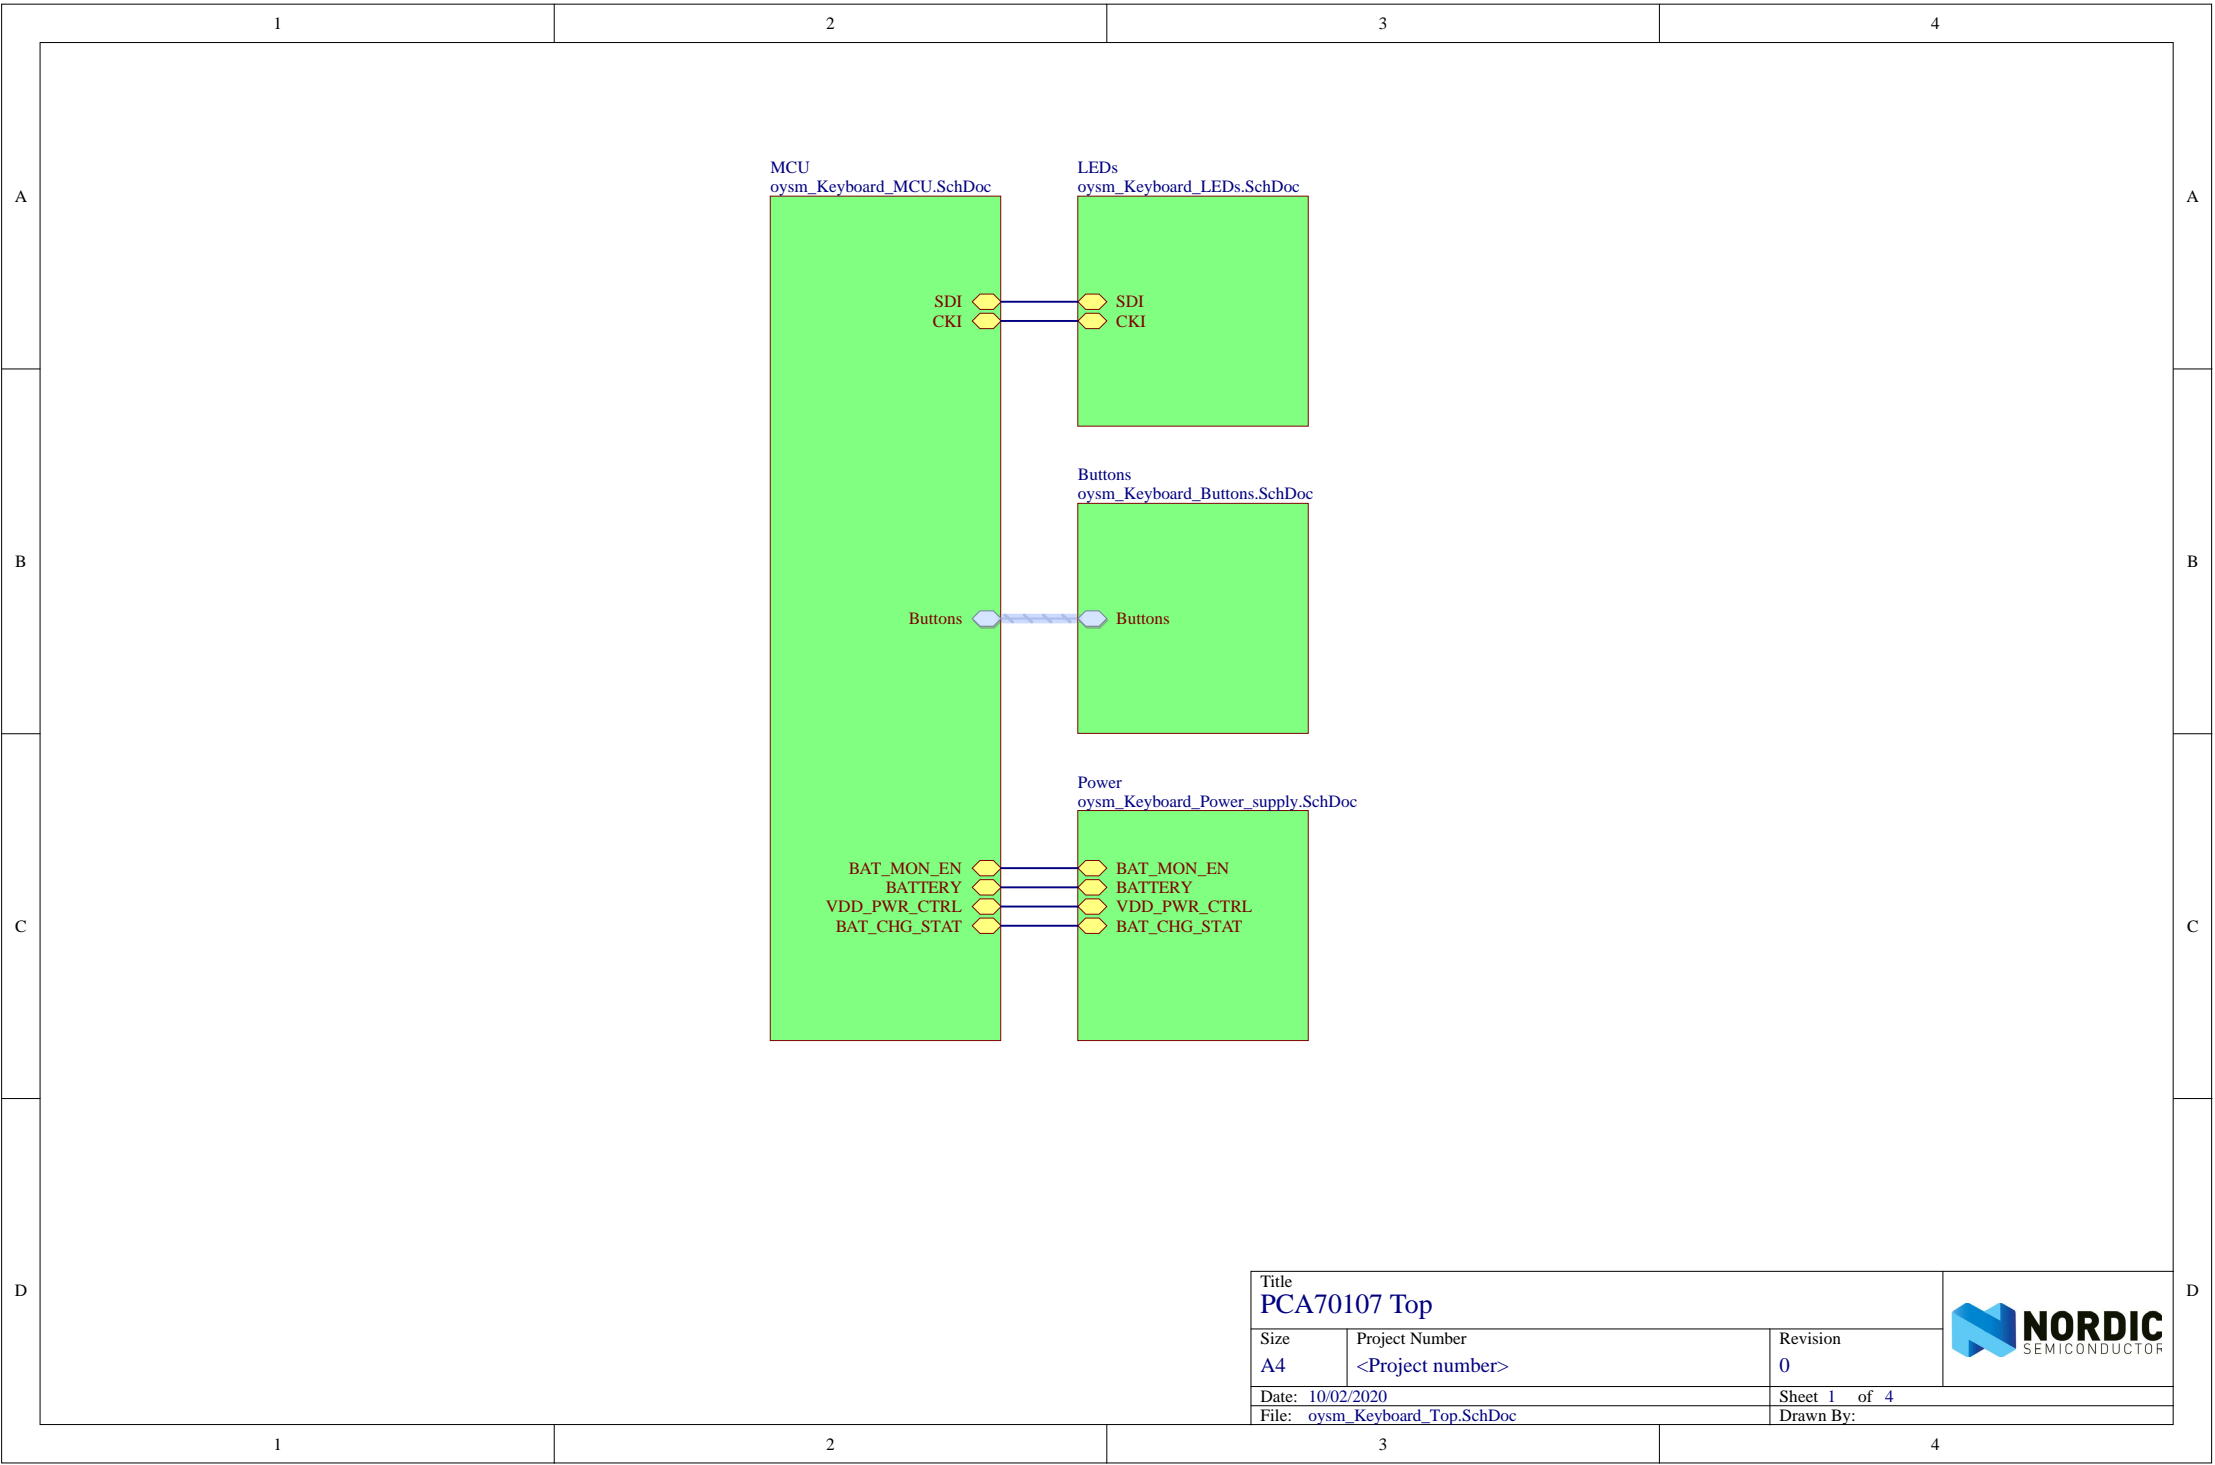 1 2 3 4
MCU
oysm_Keyboard_MCU.SchDoc
LEDs
oysm_Keyboard_LEDs.SchDoc
A A
SDI SDI
CKI CKI
Buttons
oysm_Keyboard_Buttons.SchDoc
B B
Buttons Buttons
Power
oysm_Keyboard_Power_supply.SchDoc
BAT_MON_EN BAT_MON_EN
BATTERY BATTERY
VDD_PWR_CTRL VDD_PWR_CTRL
BAT_CHG_STAT BAT_CHG_STAT
C C
D D
Title
PCA70107 Top
Size Project Number Revision
A4 <Project number> 0
Date: 10/02/2020 Sheet 1 of 4
File: oysm_Keyboard_Top.SchDoc Drawn By:
NORDIC
SEMICONDUCTOR
1 2 3 4